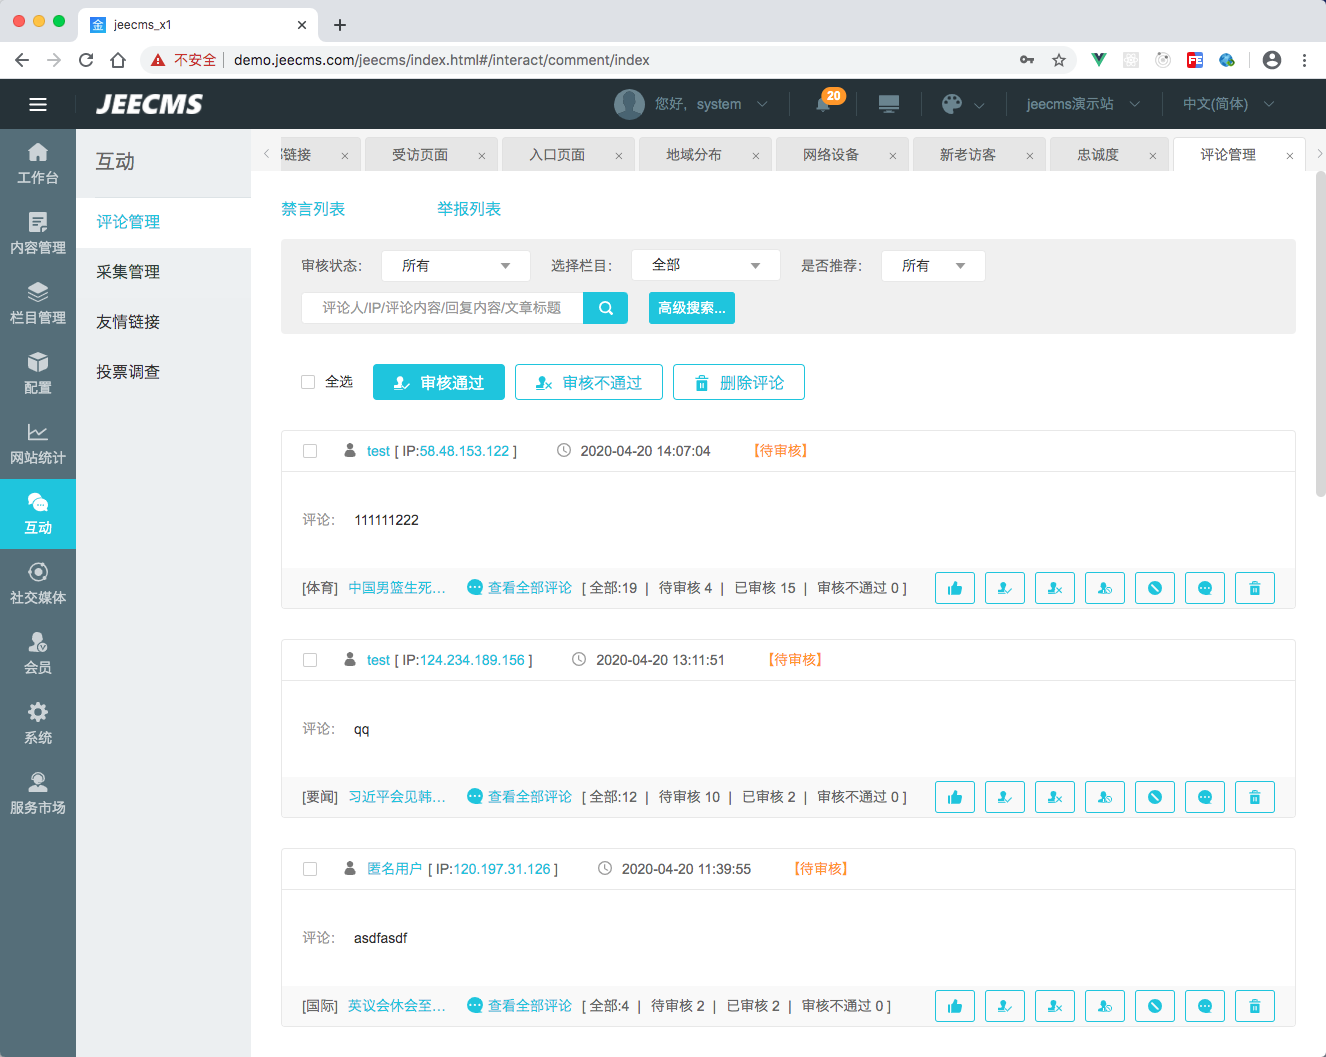 金 jeecms_x1
不安全 demo.jeecms.com/jeecms/index.html#/interact/comment/index
FE
JEECMS 您好，system 20 jeecms演示站 中文(简体)
工作台
内容管理
栏目管理
配置
网站统计
互动
社交媒体
会员
系统
服务市场
互动
评论管理
采集管理
友情链接
投票调查
链接 受访页面 入口页面 地域分布 网络设备 新老访客 忠诚度 评论管理
禁言列表 举报列表
审核状态： 所有 选择栏目： 全部 是否推荐： 所有
评论人/IP/评论内容/回复内容/文章标题 高级搜索...
全选 审核通过 审核不通过 删除评论
test [ IP:58.48.153.122 ] 2020-04-20 14:07:04 【待审核】
评论： 111111222
[体育] 中国男篮生死... 查看全部评论 [ 全部:19 | 待审核 4 | 已审核 15 | 审核不通过 0 ]
test [ IP:124.234.189.156 ] 2020-04-20 13:11:51 【待审核】
评论： qq
[要闻] 习近平会见韩... 查看全部评论 [ 全部:12 | 待审核 10 | 已审核 2 | 审核不通过 0 ]
匿名用户 [ IP:120.197.31.126 ] 2020-04-20 11:39:55 【待审核】
评论： asdfasdf
[国际] 英议会休会至... 查看全部评论 [ 全部:4 | 待审核 2 | 已审核 2 | 审核不通过 0 ]